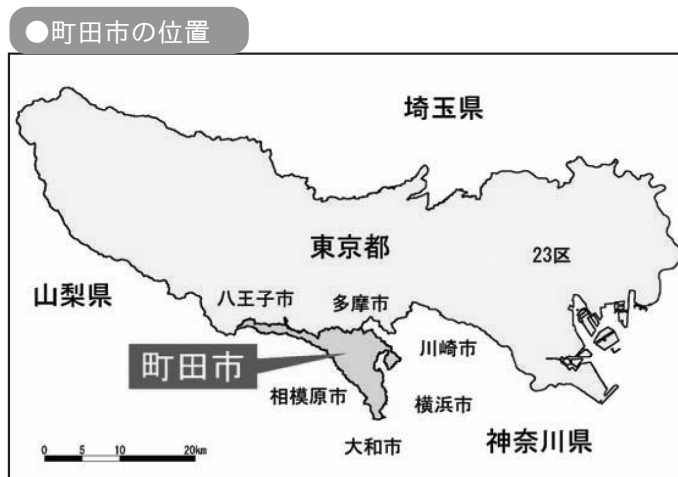 ●町田市の位置
埼玉県
東京都
23区
山梨県
八王子市
多摩市
川崎市
町田市
相模原市
横浜市
神奈川県
大和市
0 5 10 20km